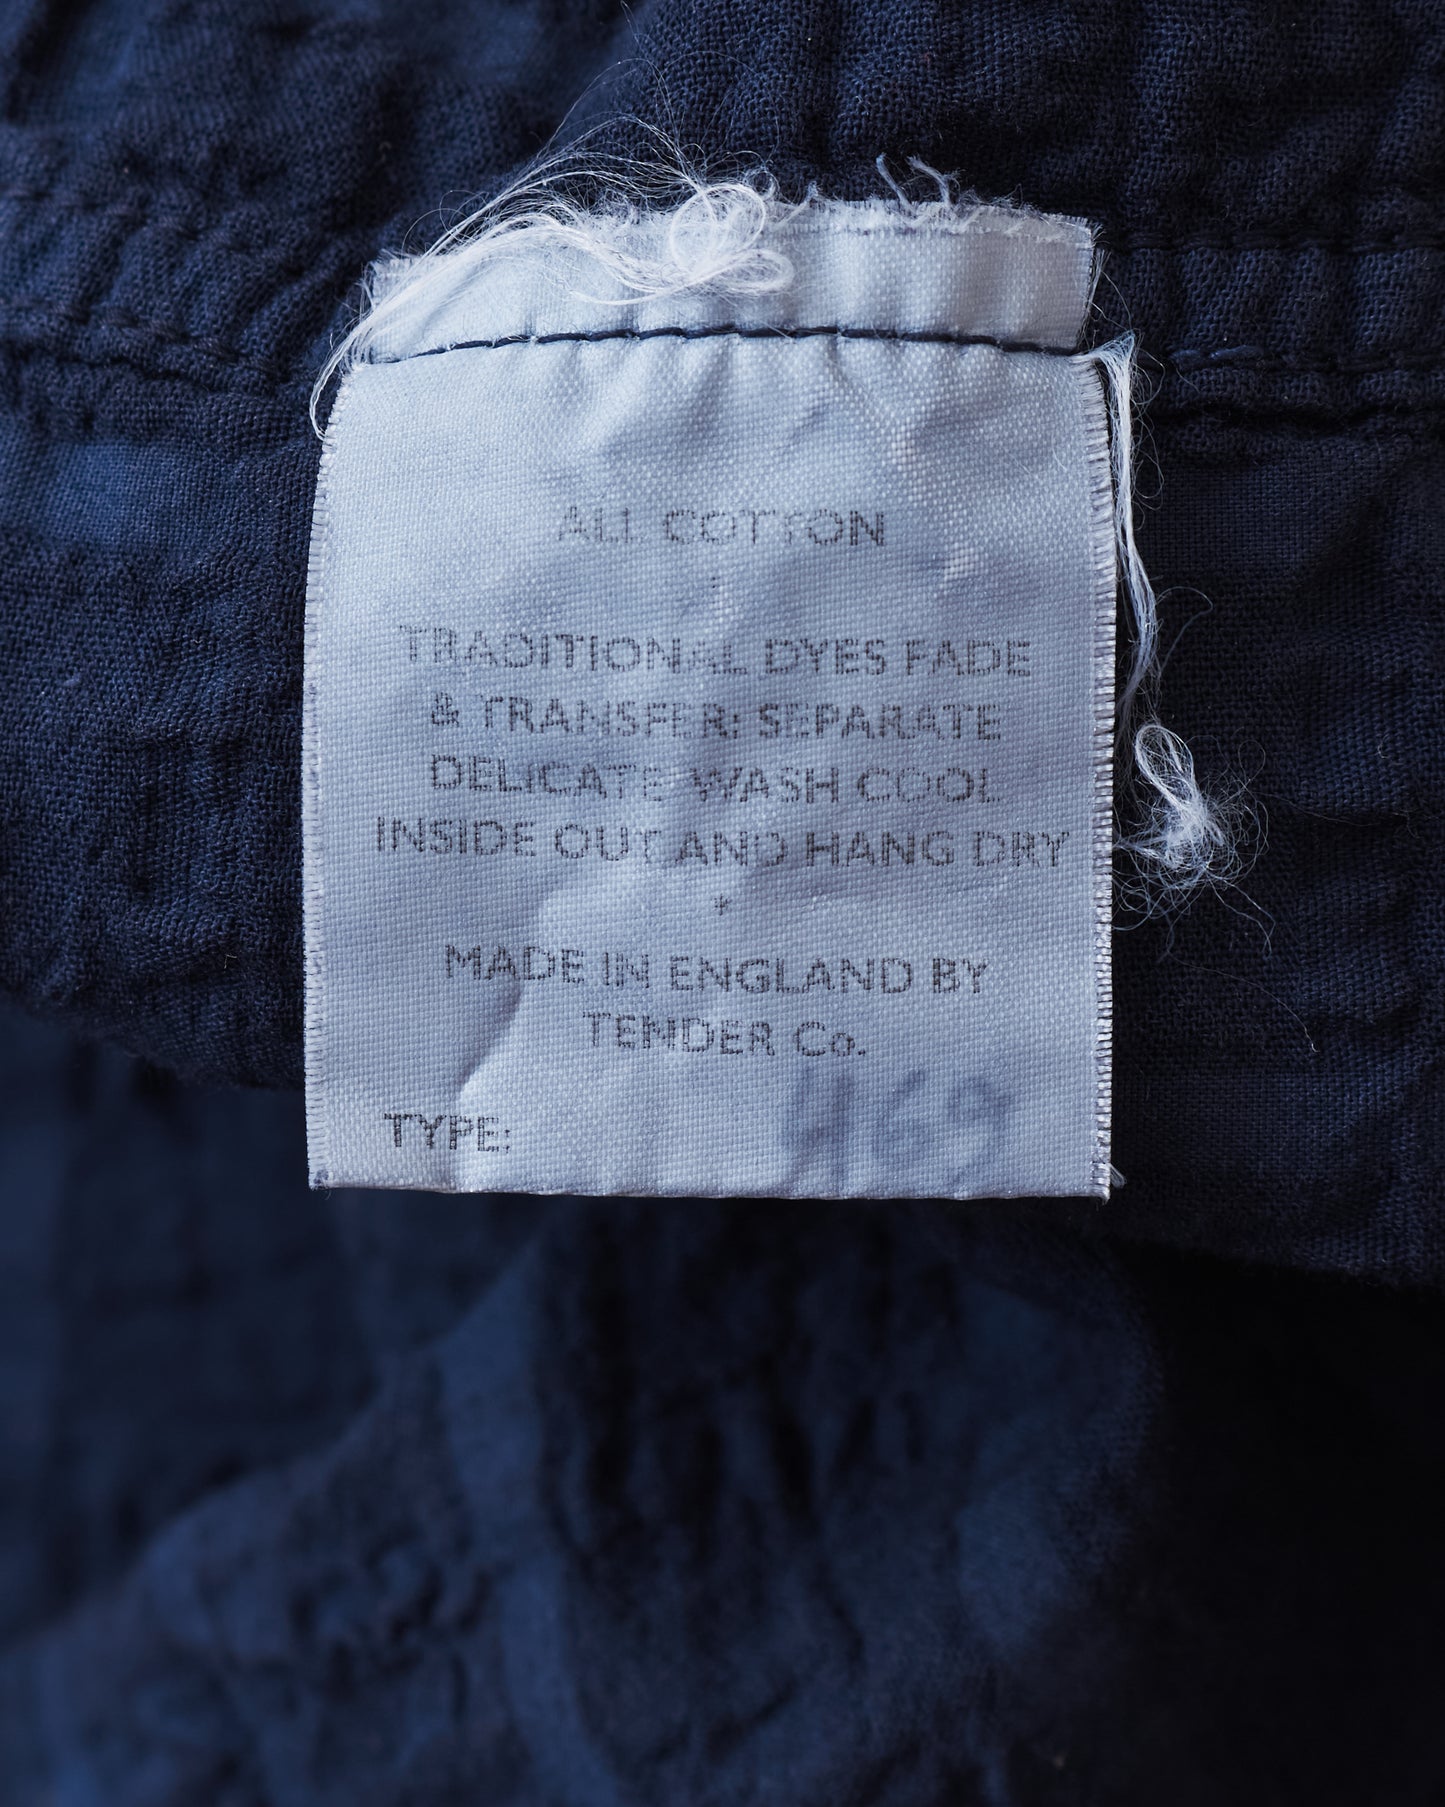 ALL COTTON
*
TRADITIONAL DYES FADE
& TRANSFER: SEPARATE
DELICATE WASH COOL
INSIDE OUT AND HANG DRY
*
MADE IN ENGLAND BY
TENDER Co.
TYPE: 469